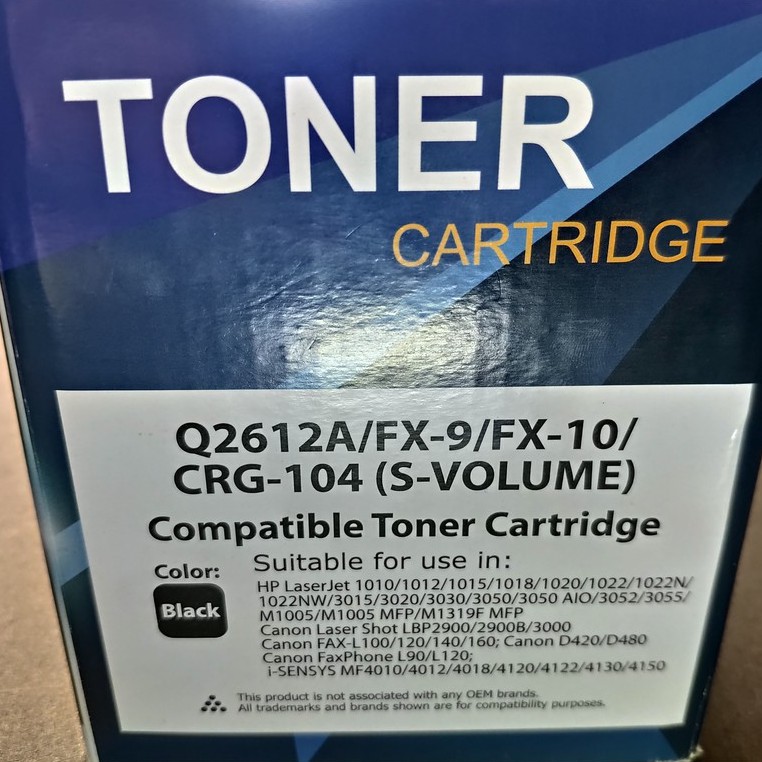 TONER
CARTRIDGE
Q2612A/FX-9/FX-10/
CRG-104 (S-VOLUME)
Compatible Toner Cartridge
Color:
Black
Suitable for use in:
HP LaserJet 1010/1012/1015/1018/1020/1022/1022N/
1022NW/3015/3020/3030/3050/3050 AIO/3052/3055/
M1005/M1005 MFP/M1319F MFP
Canon Laser Shot LBP2900/2900B/3000
Canon FAX-L100/120/140/160; Canon D420/D480
Canon FaxPhone L90/L120;
i-SENSYS MF4010/4012/4018/4120/4122/4130/4150
This product is not associated with any OEM brands.
All trademarks and brands shown are for compatibility purposes.